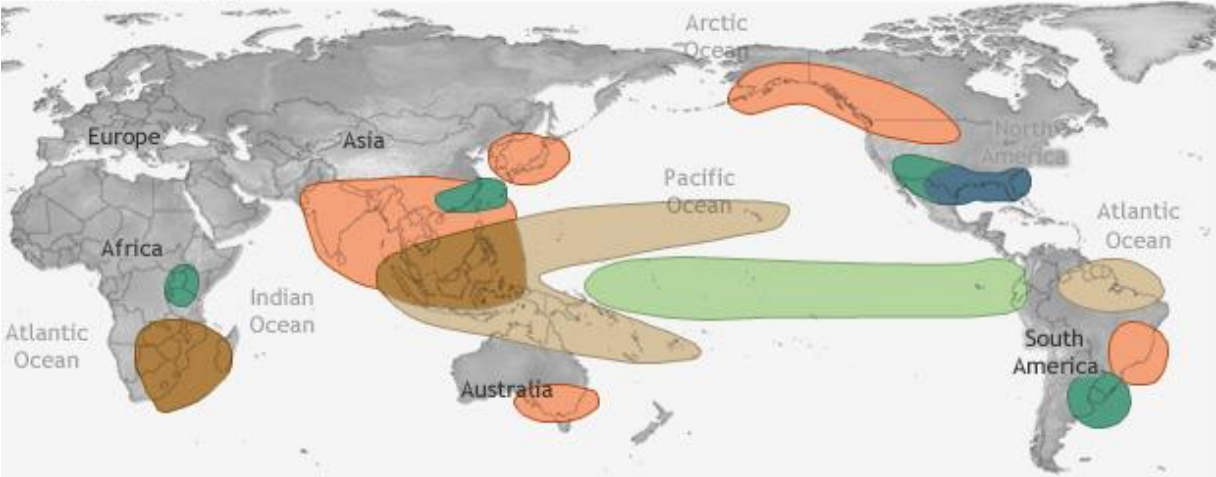 Arctic
Ocean
Europe
Asia
North
America
Pacific
Ocean
Atlantic
Ocean
Africa
Indian
Ocean
Atlantic
Ocean
South
America
Australia